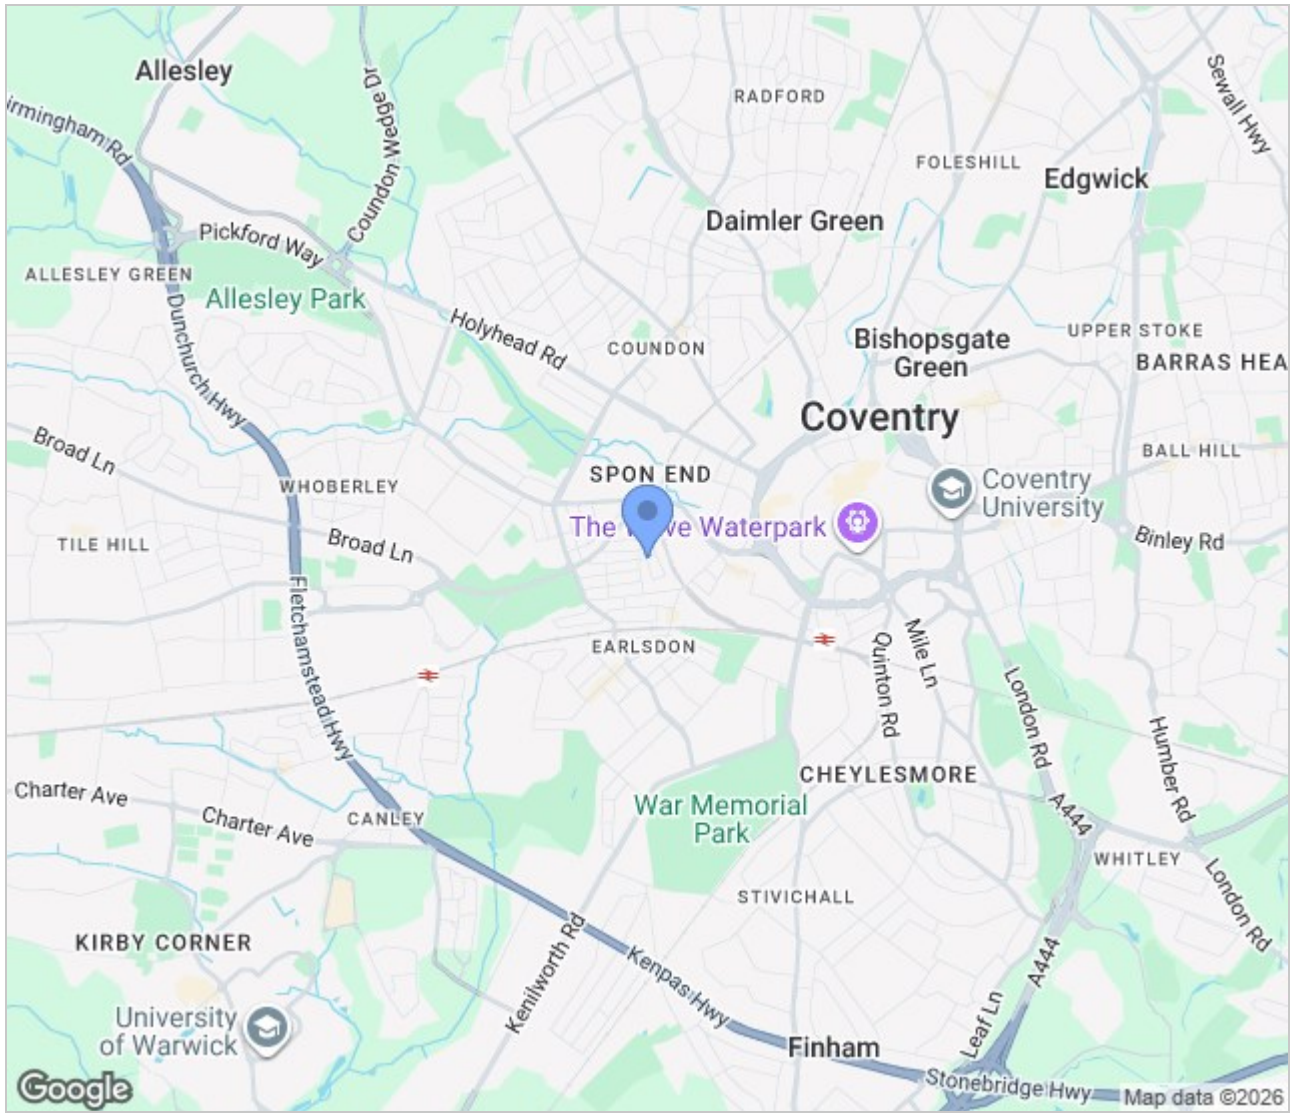 Allesley
RADFORD
Sewall Hwy
irmingham Rd
Coundon Wedge Dr
FOLESHILL
Edgwick
Daimler Green
Pickford Way
ALLESLEY GREEN
Allesley Park
Holyhead Rd
COUNDON
Bishopsgate
Green
UPPER STOKE
BARRAS HEA
Dunchurch Hwy
Coventry
Broad Ln
SPON END
BALL HILL
WHOBERLEY
Coventry
University
The
ve Waterpark
Binley Rd
TILE HILL
Broad Ln
Fletchamstead Hwy
EARLSDON
Quinton Rd
Mile Ln
London Rd
Humber Rd
Charter Ave
Charter Ave
CANLEY
CHEYLESMORE
War Memorial
Park
A444
WHITLEY
London Rd
STIVICHALL
KIRBY CORNER
Kenilworth Rd
Kenpas Hwy
A444
University
of Warwick
Leaf Ln
Finham
Stonebridge Hwy
Google
Map data ©2026